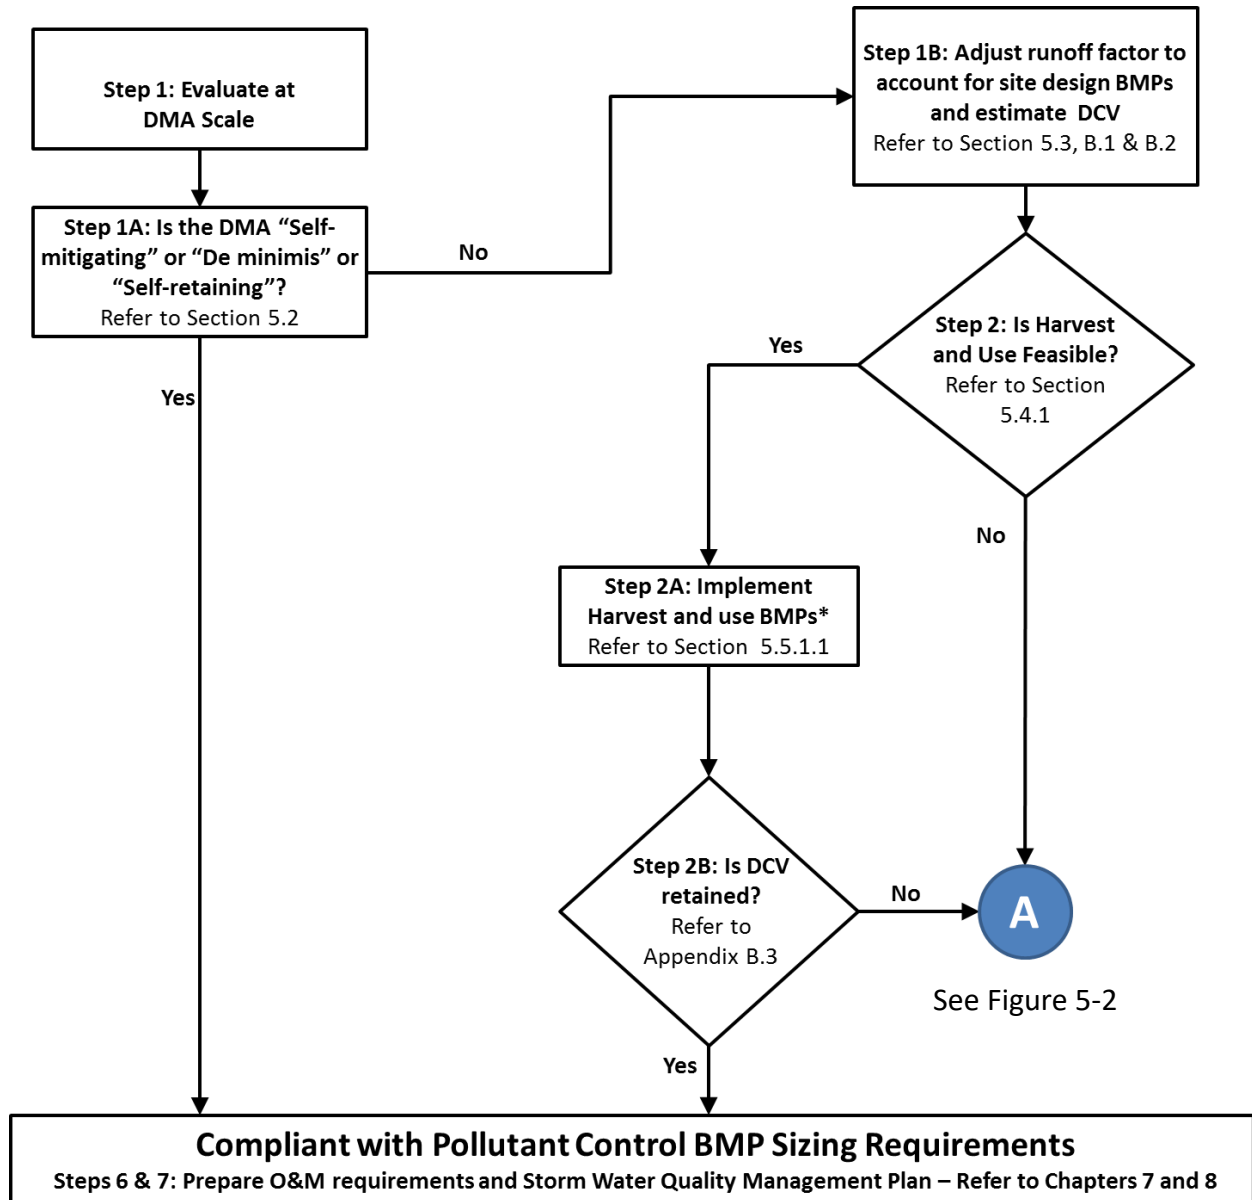 Step 1: Evaluate at
DMA Scale
Step 1A: Is the DMA “Self-
mitigating” or “De minimis” or
“Self-retaining”?
Refer to Section 5.2
No
Yes
Step 1B: Adjust runoff factor to
account for site design BMPs
and estimate DCV
Refer to Section 5.3, B.1 & B.2
Step 2: Is Harvest
and Use Feasible?
Refer to Section
5.4.1
Yes
No
Step 2A: Implement
Harvest and use BMPs*
Refer to Section 5.5.1.1
Step 2B: Is DCV
retained?
Refer to
Appendix B.3
No
A
See Figure 5-2
Yes
Compliant with Pollutant Control BMP Sizing Requirements
Steps 6 & 7: Prepare O&M requirements and Storm Water Quality Management Plan – Refer to Chapters 7 and 8